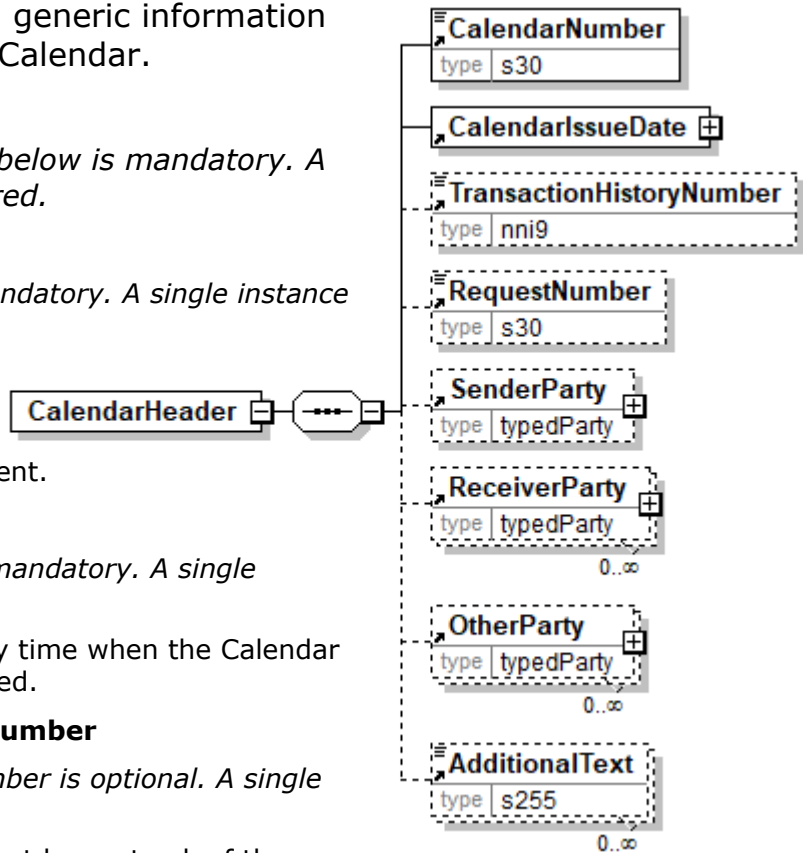 generic information
Calendar.
below is mandatory. A
red.
ndatory. A single instance
ent.
mandatory. A single
y time when the Calendar
ed.
umber
nber is optional. A single
CalendarHeader
CalendarNumber
type s30
CalendarIssueDate
TransactionHistoryNumber
type nni9
RequestNumber
type s30
SenderParty
type typedParty
ReceiverParty
type typedParty
0..∞
OtherParty
type typedParty
0..∞
AdditionalText
type s255
0..∞